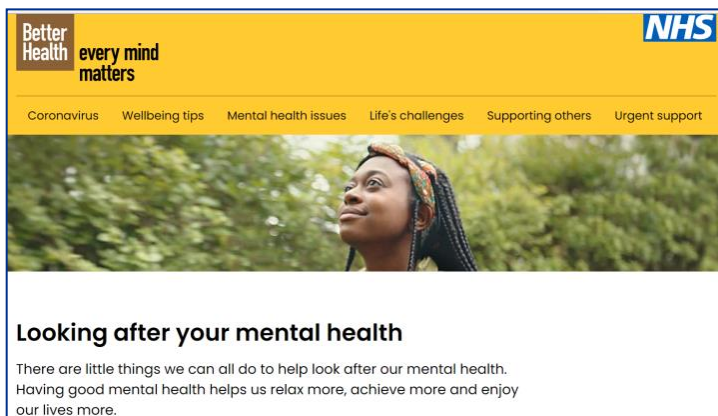 Better
Health
every mind
matters
NHS
Coronavirus Wellbeing tips Mental health issues Life's challenges Supporting others Urgent support
Looking after your mental health
There are little things we can all do to help look after our mental health.
Having good mental health helps us relax more, achieve more and enjoy
our lives more.